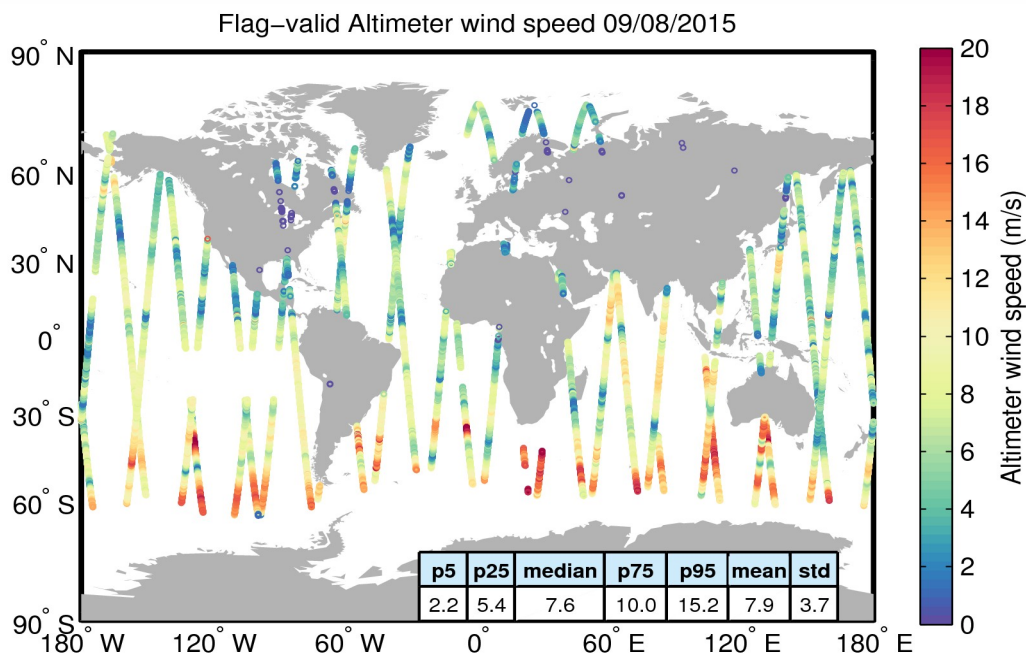 Flag−valid Altimeter wind speed 09/08/2015
90° N
60° N
30° N
0°
30° S
60° S
90° S
180° W
120° W
60° W
0°
60° E
120° E
180° E
p5 p25 median p75 p95 mean std
2.2 5.4 7.6 10.0 15.2 7.9 3.7
20
18
16
14
12
10
8
6
4
2
0
Altimeter wind speed (m/s)